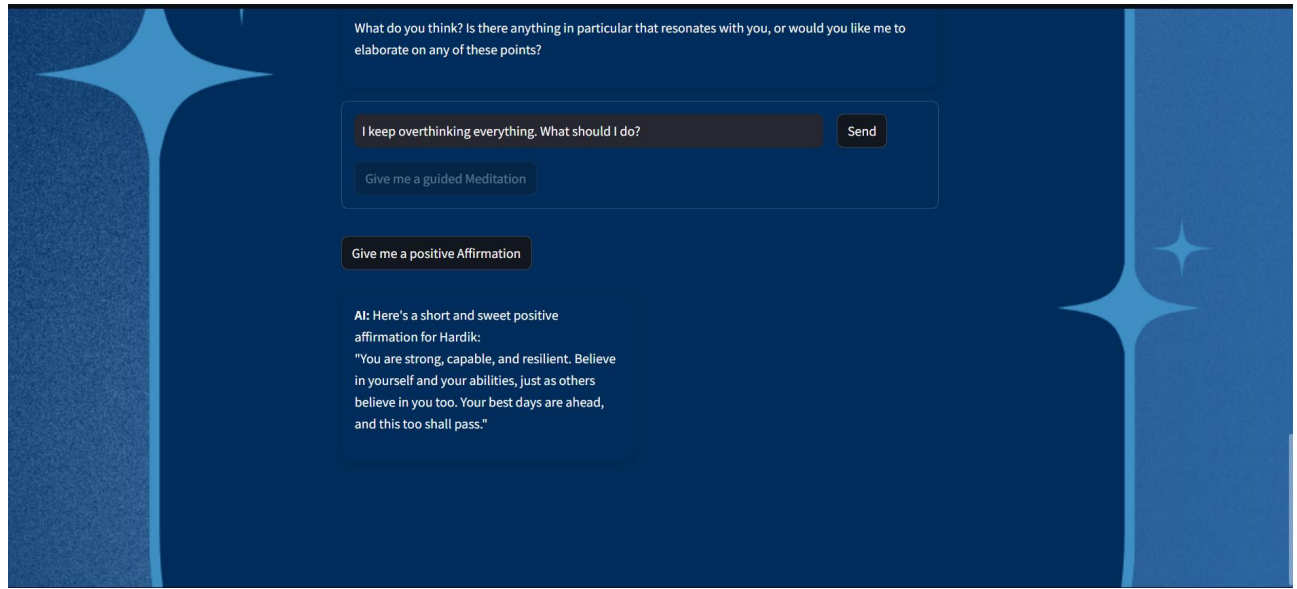 What do you think? Is there anything in particular that resonates with you, or would you like me to
elaborate on any of these points?
I keep overthinking everything. What should I do?
Send
Give me a guided Meditation
Give me a positive Affirmation
AI: Here's a short and sweet positive
affirmation for Hardik:
"You are strong, capable, and resilient. Believe
in yourself and your abilities, just as others
believe in you too. Your best days are ahead,
and this too shall pass."